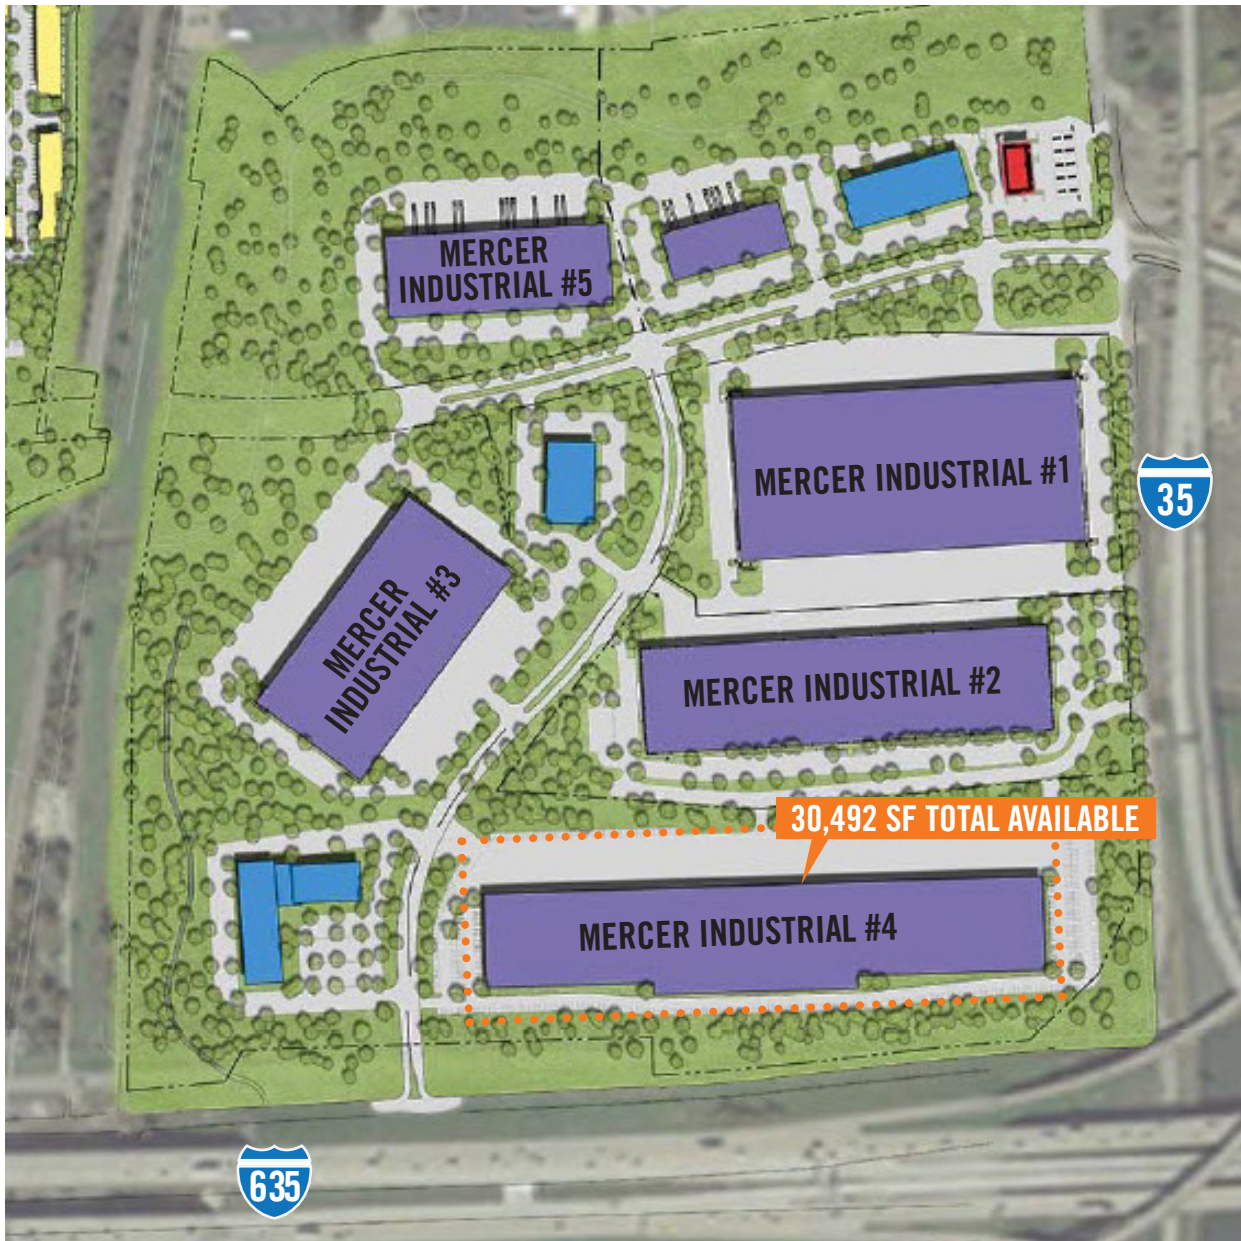 MERCER
INDUSTRIAL #5
MERCER INDUSTRIAL #1
35
MERCER
INDUSTRIAL #3
MERCER INDUSTRIAL #2
30,492 SF TOTAL AVAILABLE
MERCER INDUSTRIAL #4
635